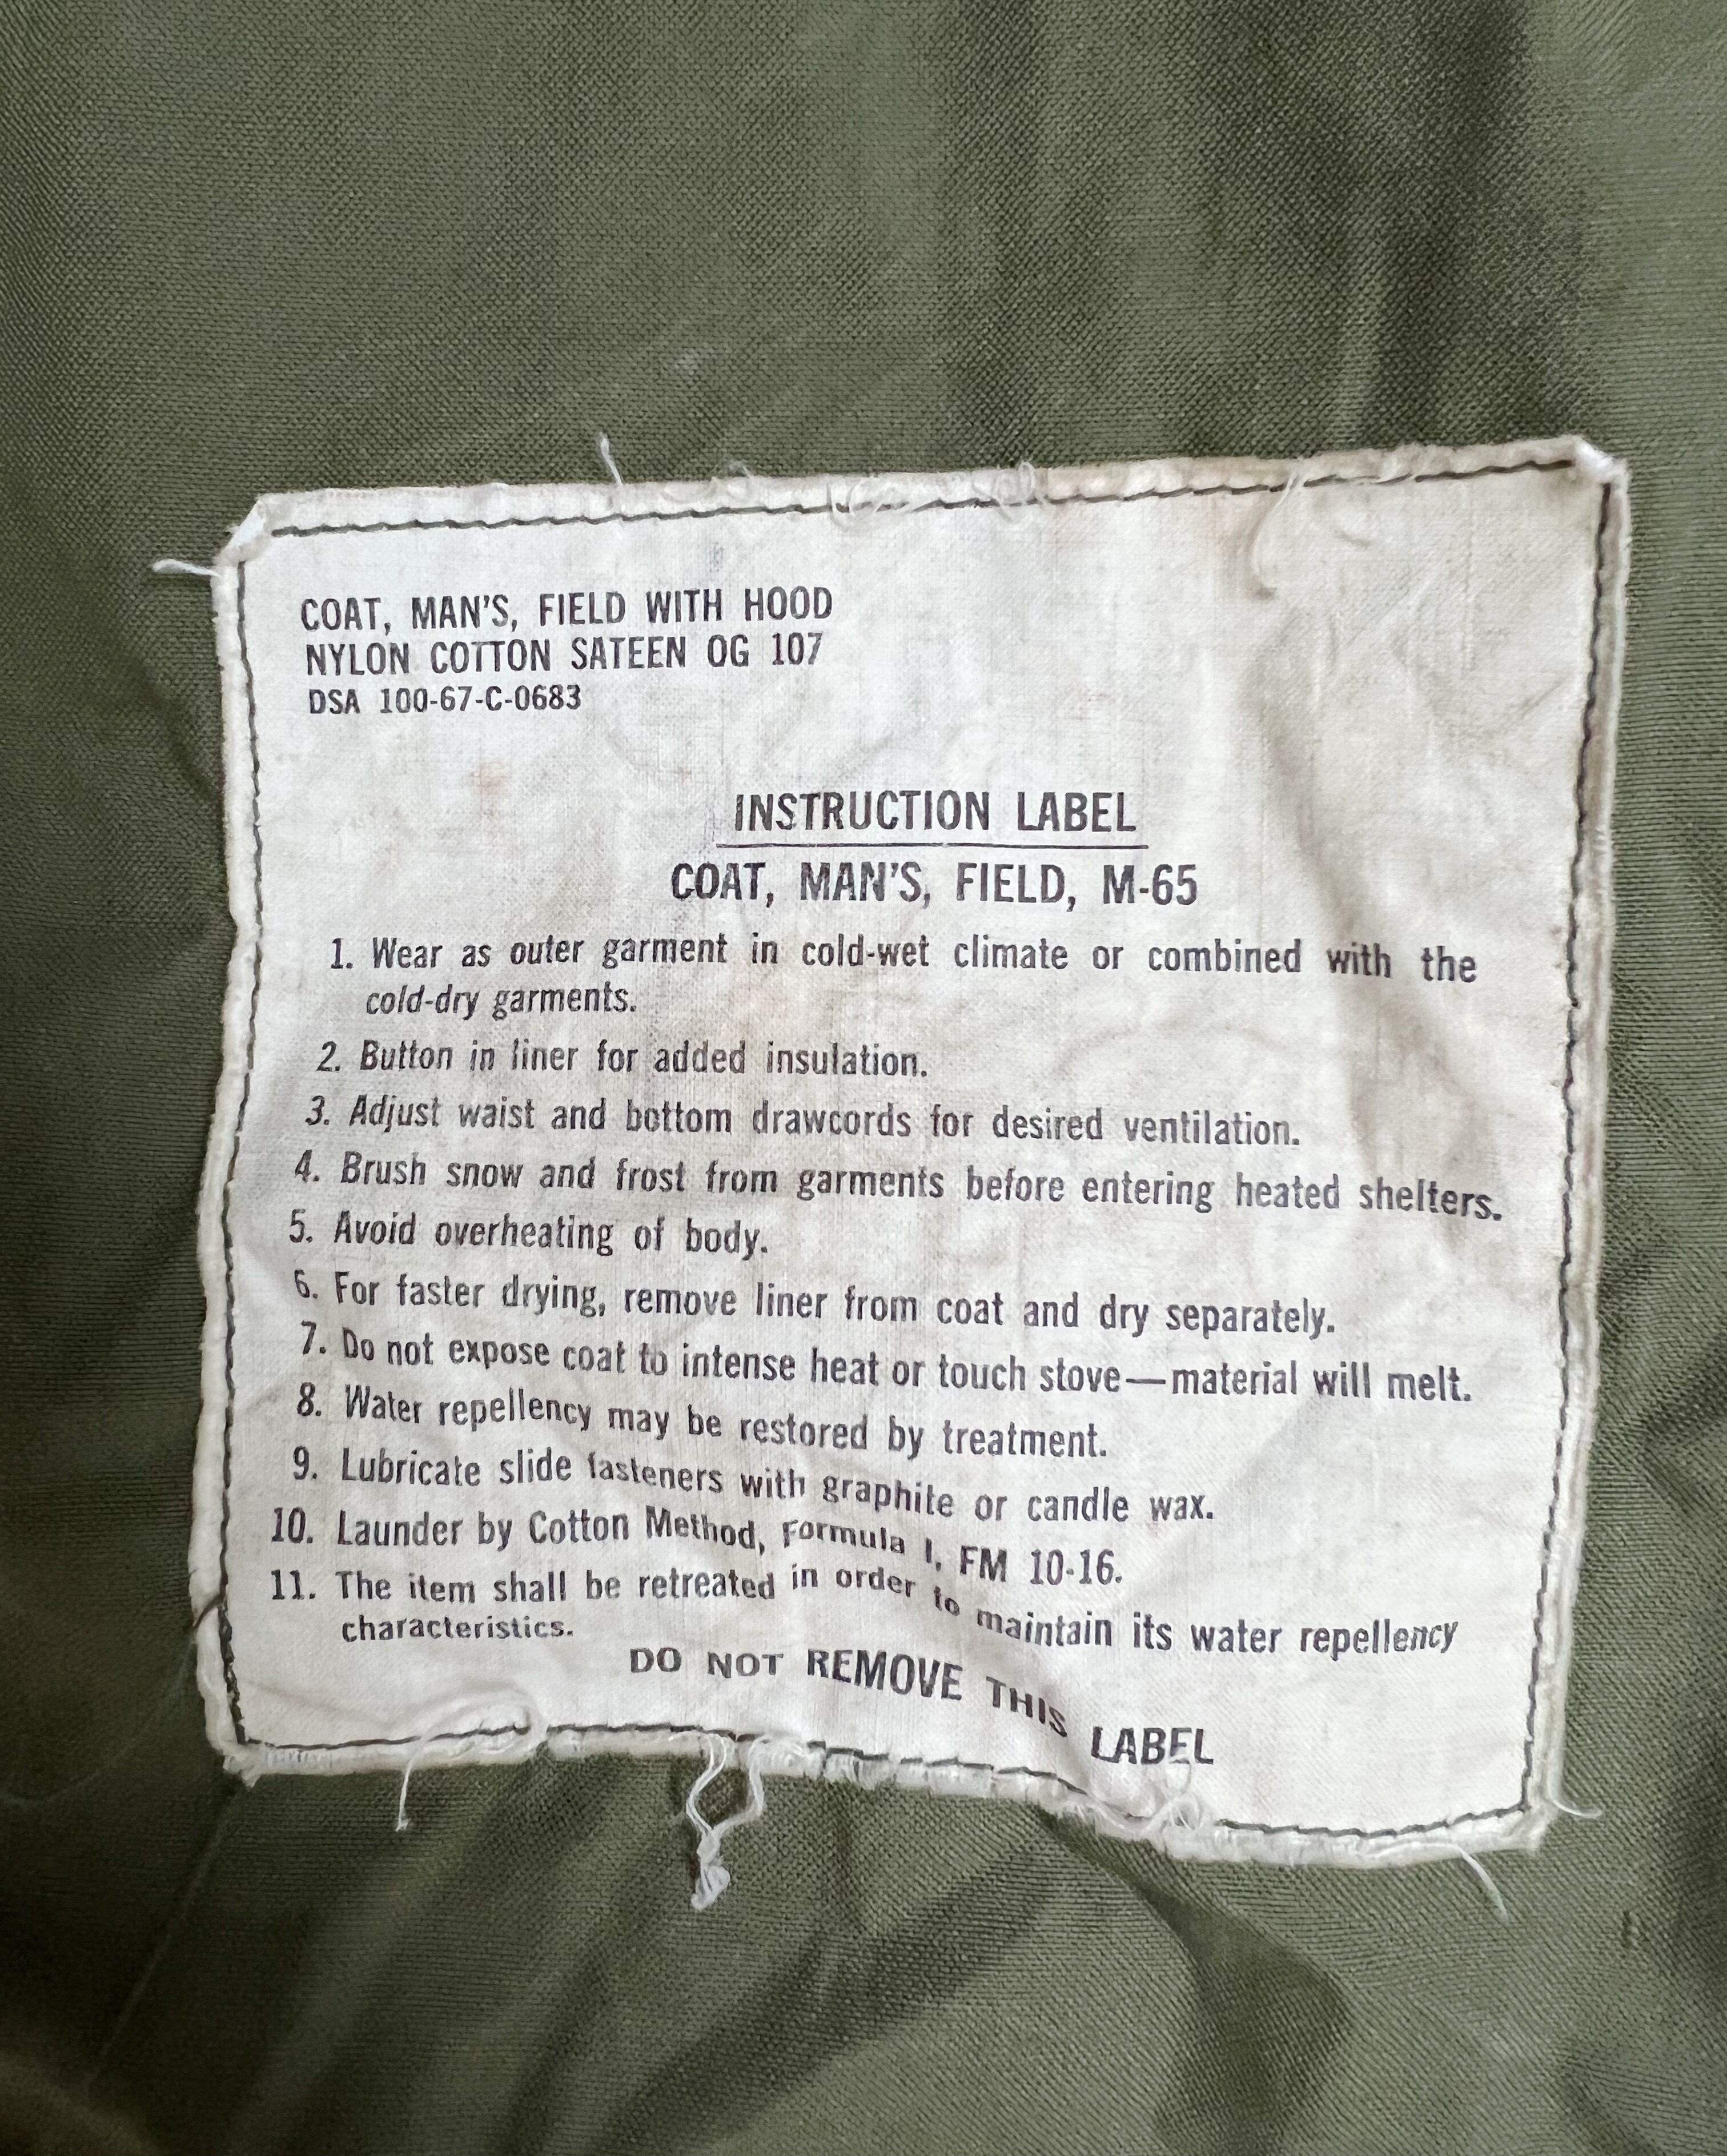 COAT, MAN'S, FIELD WITH HOOD
NYLON COTTON SATEEN OG 107
DSA 100-67-C-0683
INSTRUCTION LABEL
COAT, MAN'S, FIELD, M-65
1. Wear as outer garment in cold-wet climate or combined with the
cold-dry garments.
2. Button in liner for added insulation.
3. Adjust waist and bottom drawcords for desired ventilation.
4. Brush snow and frost from garments before entering heated shelters.
5. Avoid overheating of body.
6. For faster drying, remove liner from coat and dry separately.
7. Do not expose coat to intense heat or touch stove—material will melt.
8. Water repellency may be restored by treatment.
9. Lubricate slide fasteners with graphite or candle wax.
10. Launder by Cotton Method, Formula I, FM 10-16.
11. The item shall be retreated in order to maintain its water repellency
characteristics.
DO NOT REMOVE THIS LABEL